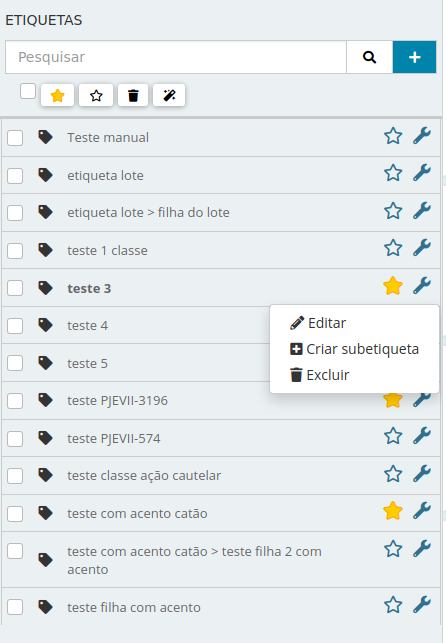 ETIQUETAS
Pesquisar
Teste manual
etiqueta lote
etiqueta lote > filha do lote
teste 1 classe
teste 3
Editar
teste 4
Criar subetiqueta
teste 5
Excluir
teste PJEVII-3196
teste PJEVII-574
teste classe ação cautelar
teste com acento catão
teste com acento catão > teste filha 2 com
acento
teste filha com acento